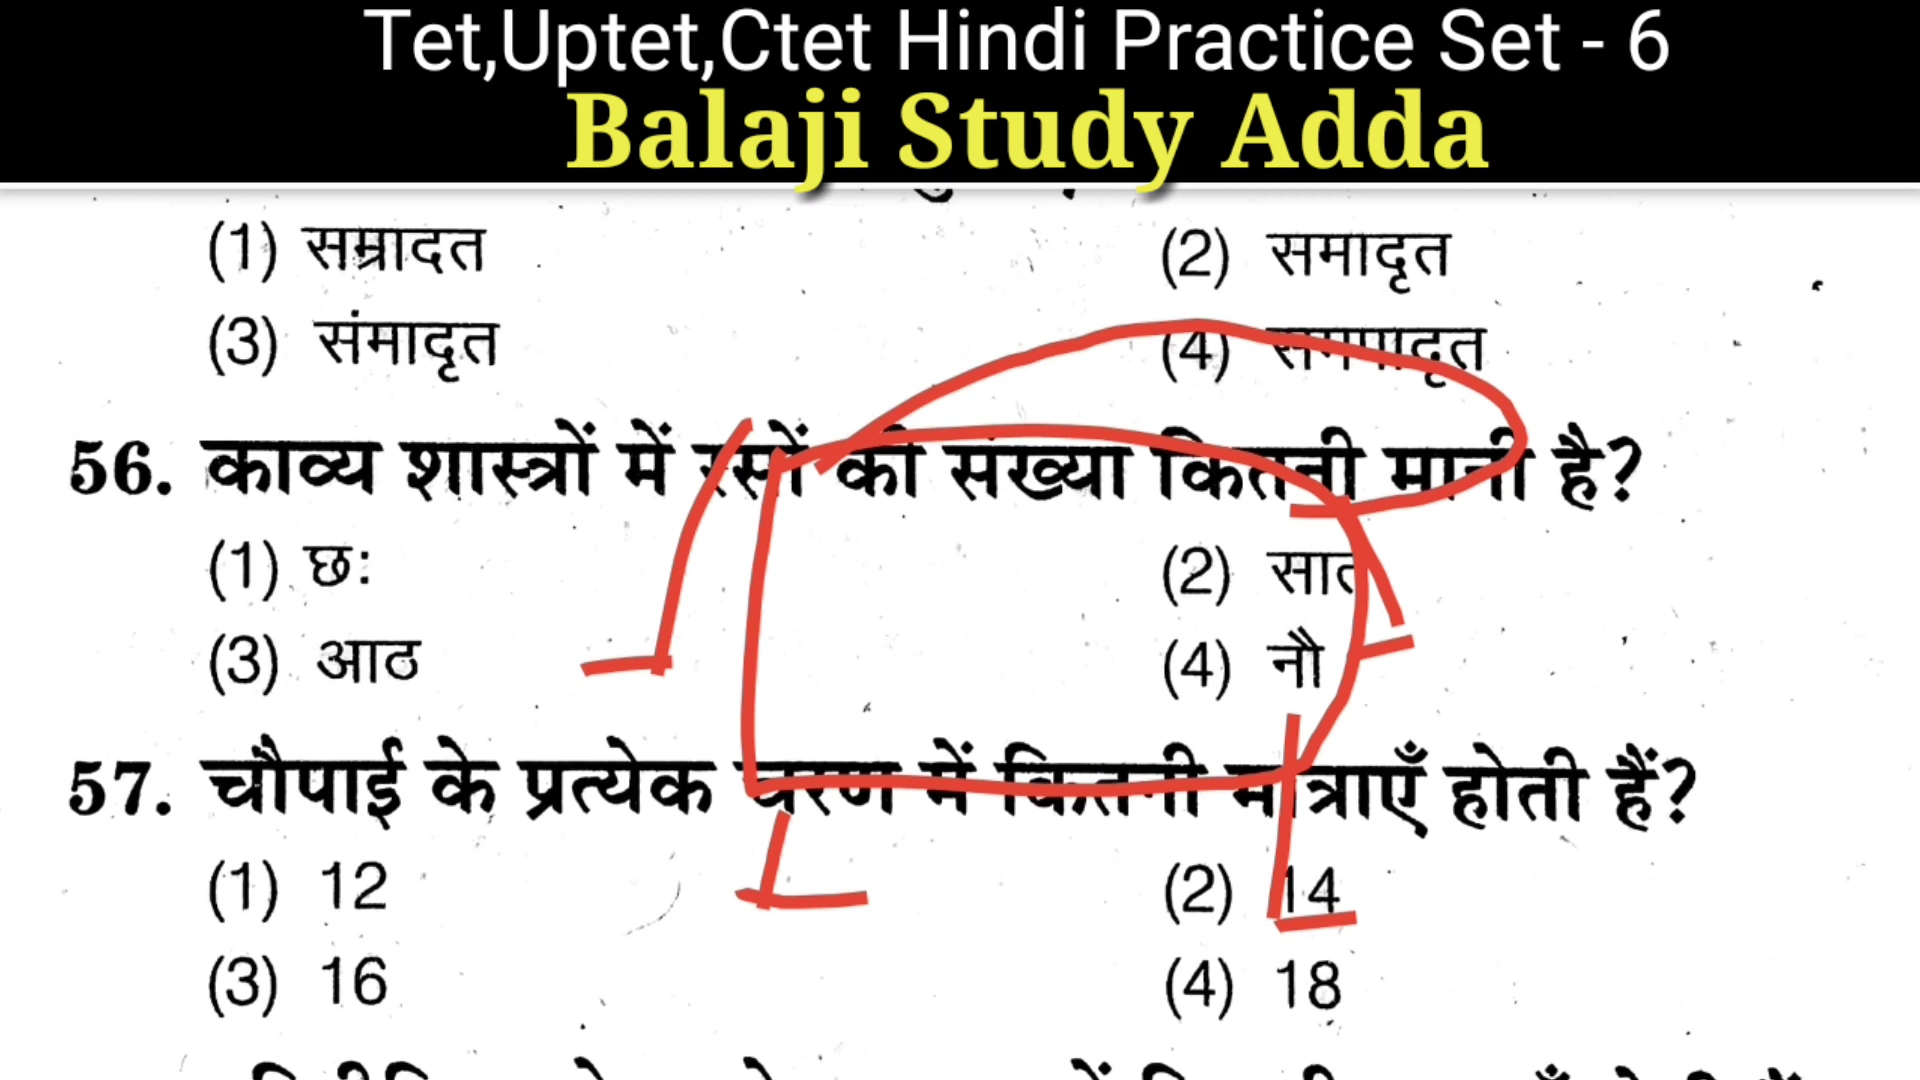 Tet,Uptet,Ctet Hindi Practice Set - 6
Balaji Study Adda
(1) सम्रादत (2) समादृत
(3) संमादृत (4)
56. काव्य शास्त्रों में रसों की संख्या कितनी मानी है?
(1) छः (2) सात
(3) आठ (4) नौ
57. चौपाई के प्रत्येक चरण में कितनी मात्राएँ होती हैं?
(1) 12 (2) 14
(3) 16 (4) 18